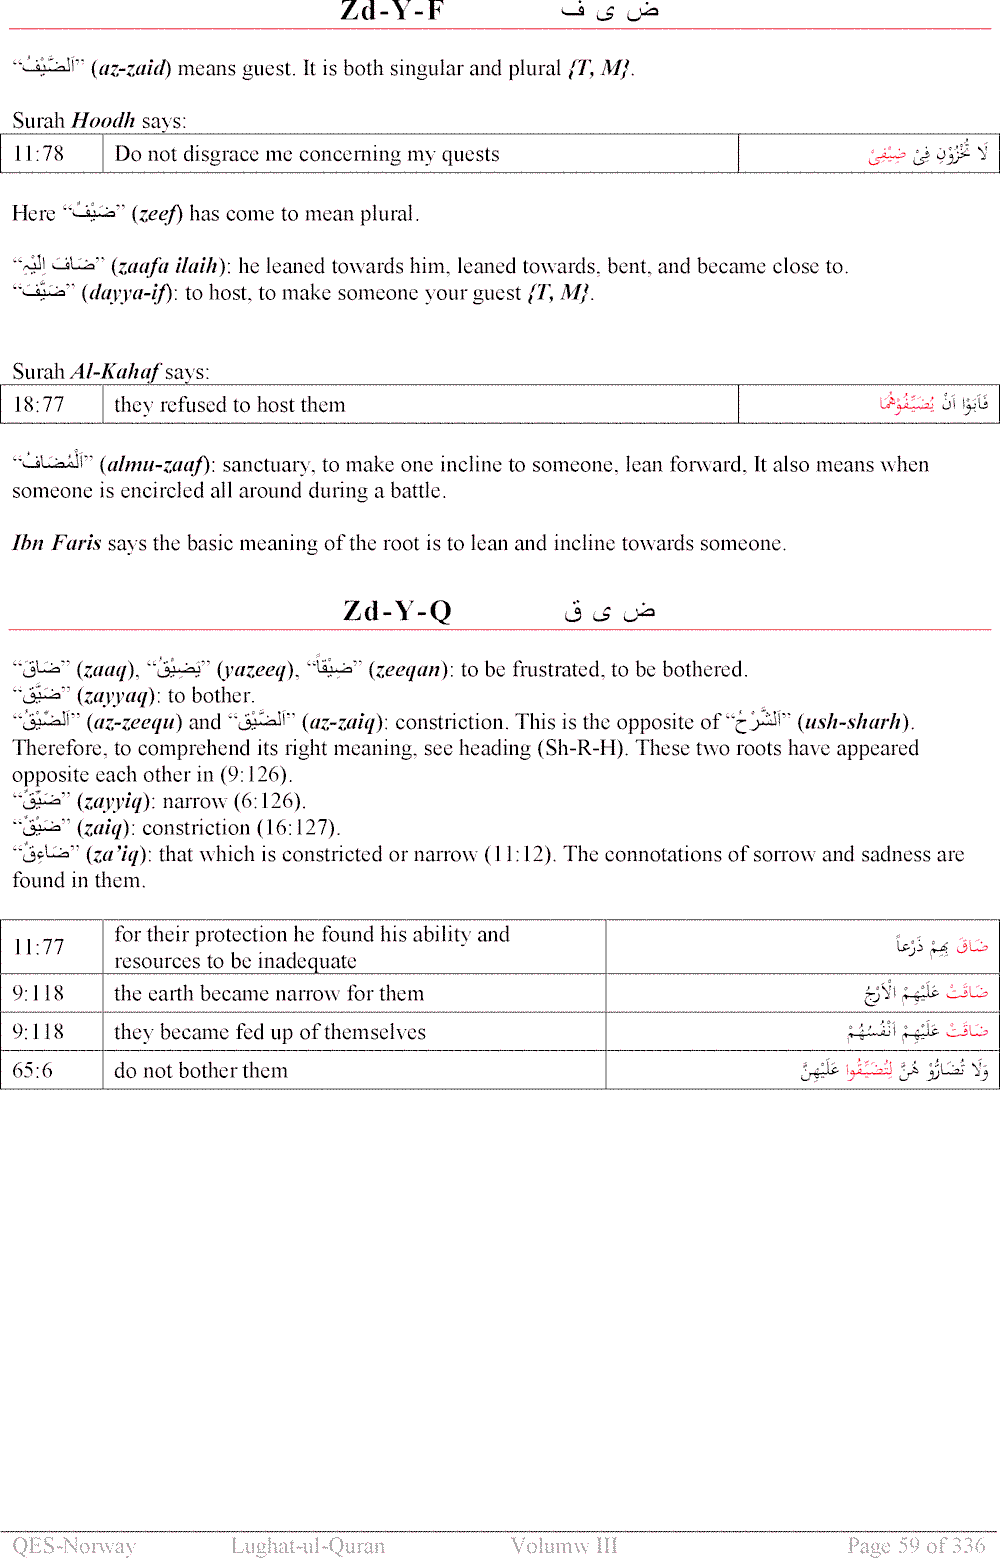 Zd-Y-F ض ی ف
“اَلضَّيْفُ” (az-zaid) means guest. It is both singular and plural {T, M}.
Surah Hoodh says:
11:78 Do not disgrace me concerning my quests لَا تُخْزُوْنِ فِیْ ضِيْفِیْ
Here “ضَيْفٌ” (zeef) has come to mean plural.
“ضَافَ اِلَيْہِ” (zaafa ilaih): he leaned towards him, leaned towards, bent, and became close to.
“ضَيَّفَ” (dayya-if): to host, to make someone your guest {T, M}.
Surah Al-Kahaf says:
18:77 they refused to host them فَاَبَوْا اَنْ يُضَيِّفُوْهُمَا
“اَلْمُضَافُ” (almu-zaaf): sanctuary, to make one incline to someone, lean forward, It also means when
someone is encircled all around during a battle.
Ibn Faris says the basic meaning of the root is to lean and incline towards someone.
Zd-Y-Q ض ی ق
“ضَاقَ” (zaaq), “يَضِيْقُ” (yazeeq), “ضِيْقاً” (zeeqan): to be frustrated, to be bothered.
“ضَيَّقَ” (zayyaq): to bother.
“اَلضِّيْقُ” (az-zeequ) and “اَلضَّيْقُ” (az-zaiq): constriction. This is the opposite of “اَلشَّرْحُ” (ush-sharh).
Therefore, to comprehend its right meaning, see heading (Sh-R-H). These two roots have appeared
opposite each other in (9:126).
“ضَيِّقٌ” (zayyiq): narrow (6:126).
“ضَيْقٌ” (zaiq): constriction (16:127).
“ضَاءِقٌ” (za’iq): that which is constricted or narrow (11:12). The connotations of sorrow and sadness are
found in them.
11:77 for their protection he found his ability and
resources to be inadequate ضَاقَ بِهِمْ ذَرْعاً
9:118 the earth became narrow for them ضَاقَتْ عَلَيْهِمْ الْاَرْجُ
9:118 they became fed up of themselves ضَاقَتْ عَلَيْهِمْ اَنْفُسُهُمْ
65:6 do not bother them وَلَا تُضَارُّوْ هُنَّ لِتُضَيِّقُوا عَلَيْهِنَّ
QES-Norway Lughat-ul-Quran Volumw III Page 59 of 336